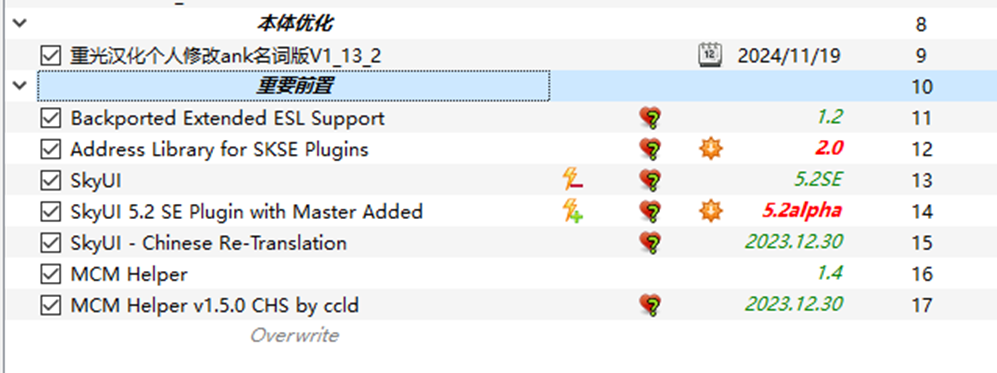 本体优化 8
重光汉化个人修改ank名词版V1_13_2 12 2024/11/19 9
重要前置 10
Backported Extended ESL Support 1.2 11
Address Library for SKSE Plugins 2.0 12
SkyUI 5.2SE 13
SkyUI 5.2 SE Plugin with Master Added 5.2alpha 14
SkyUI - Chinese Re-Translation 2023.12.30 15
MCM Helper 1.4 16
MCM Helper v1.5.0 CHS by ccld 2023.12.30 17
Overwrite